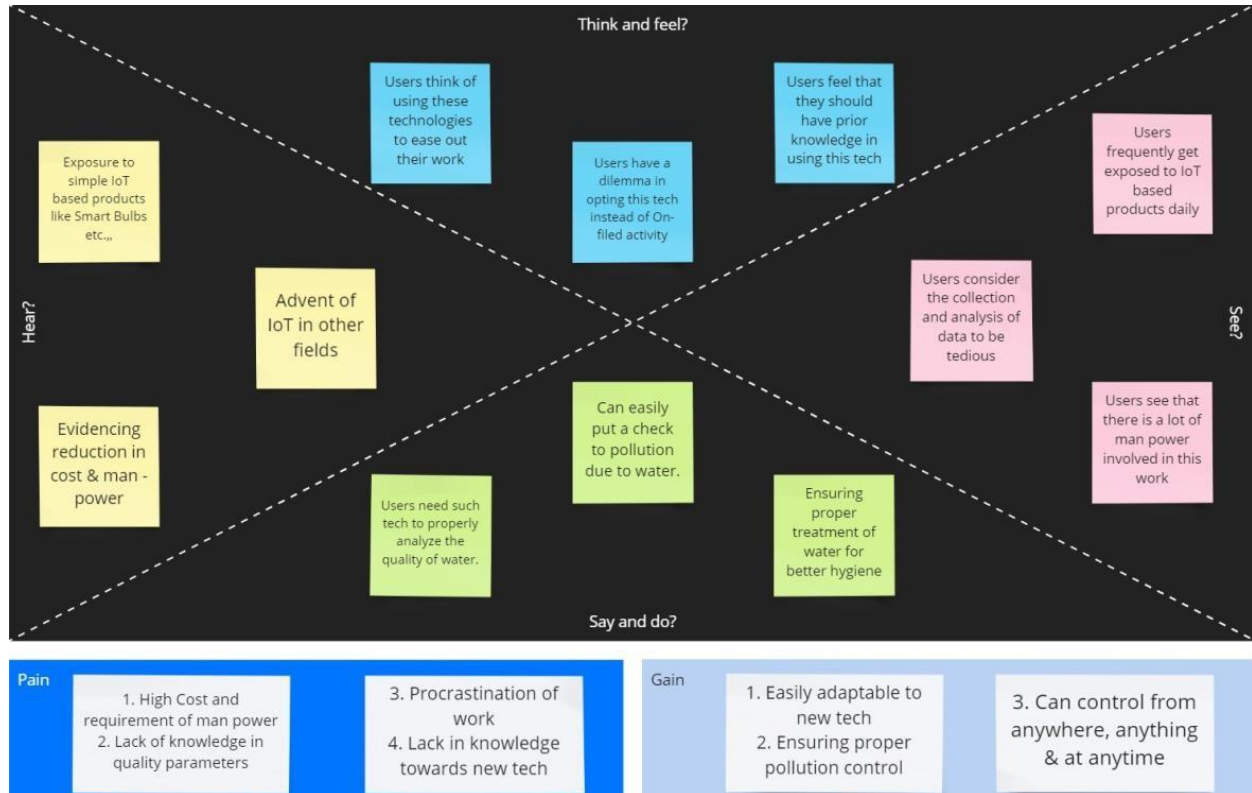 Think and feel?
Users think of
using these
technologies
to ease out
their work
Users have a
dilemma in
opting this tech
instead of On-
filed activity
Users feel that
they should
have prior
knowledge in
using this tech
Hear?
Exposure to
simple IoT
based products
like Smart Bulbs
etc.,,
Advent of
IoT in other
fields
Evidencing
reduction in
cost & man -
power
See?
Users
frequently get
exposed to IoT
based
products daily
Users consider
the collection
and analysis of
data to be
tedious
Users see that
there is a lot of
man power
involved in this
work
Can easily
put a check
to pollution
due to water.
Users need such
tech to properly
analyze the
quality of water.
Ensuring
proper
treatment of
water for
better hygiene
Say and do?
Pain
1. High Cost and
requirement of man power
2. Lack of knowledge in
quality parameters
3. Procrastination of
work
4. Lack in knowledge
towards new tech
Gain
1. Easily adaptable to
new tech
2. Ensuring proper
pollution control
3. Can control from
anywhere, anything
& at anytime